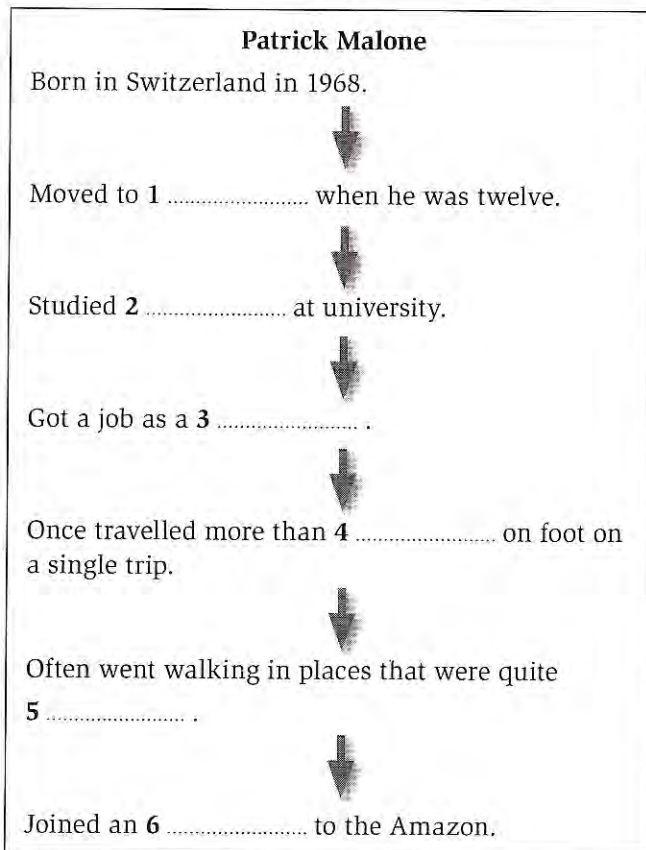 Patrick Malone
Born in Switzerland in 1968.
Moved to 1 ........................ when he was twelve.
Studied 2 ........................ at university.
Got a job as a 3 ........................ .
Once travelled more than 4 ........................ on foot on
a single trip.
Often went walking in places that were quite
5 ........................ .
Joined an 6 ........................ to the Amazon.